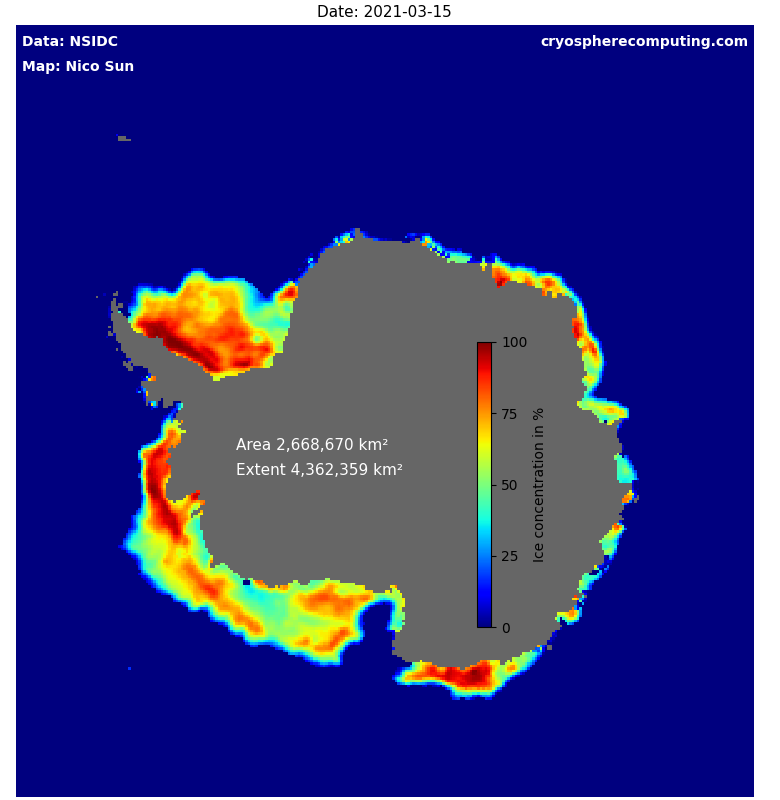 Date: 2021-03-15
Data: NSIDC
cryospherecomputing.com
Map: Nico Sun
100
75
50
25
0
Ice concentration in %
Area 2,668,670 km²
Extent 4,362,359 km²